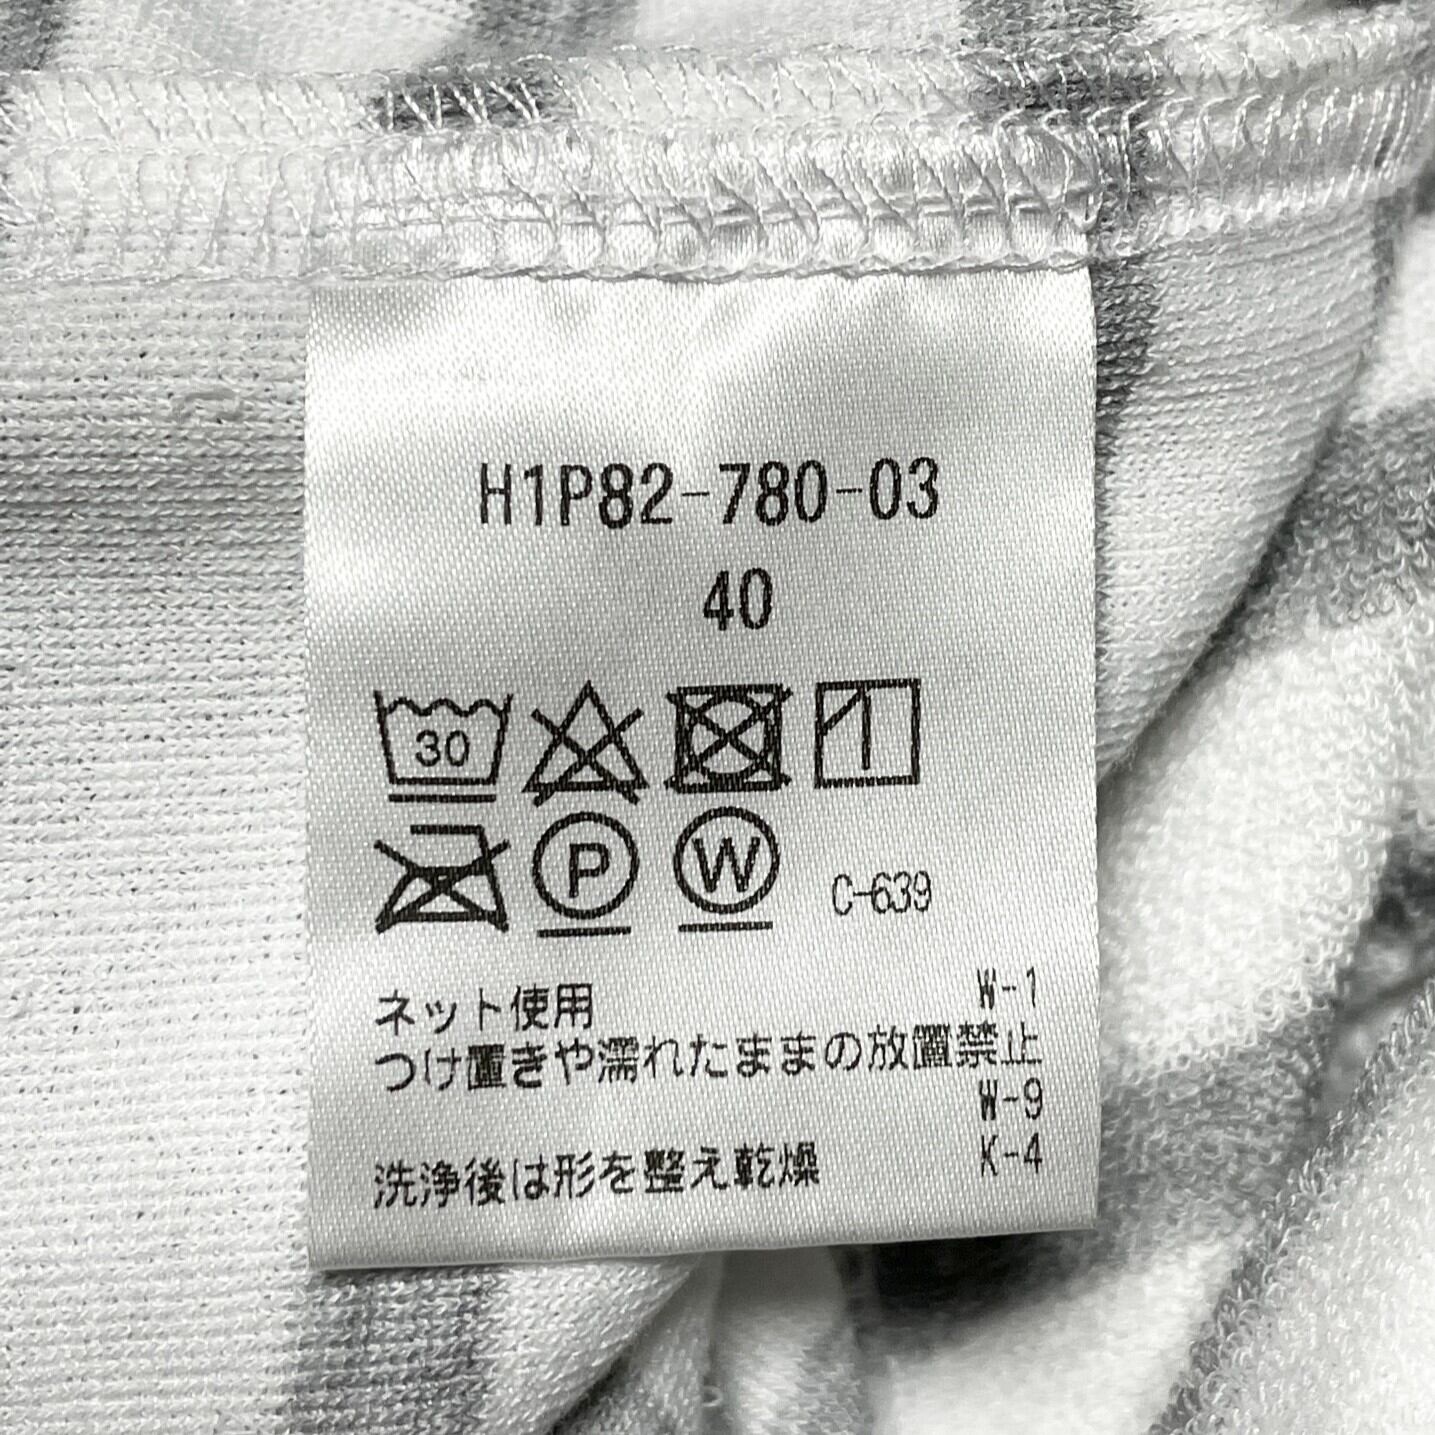 H1P82-780-03
40
30
P W C-639
ネット使用 W-1
つけ置きや濡れたままの放置禁止
W-9
洗浄後は形を整え乾燥 K-4